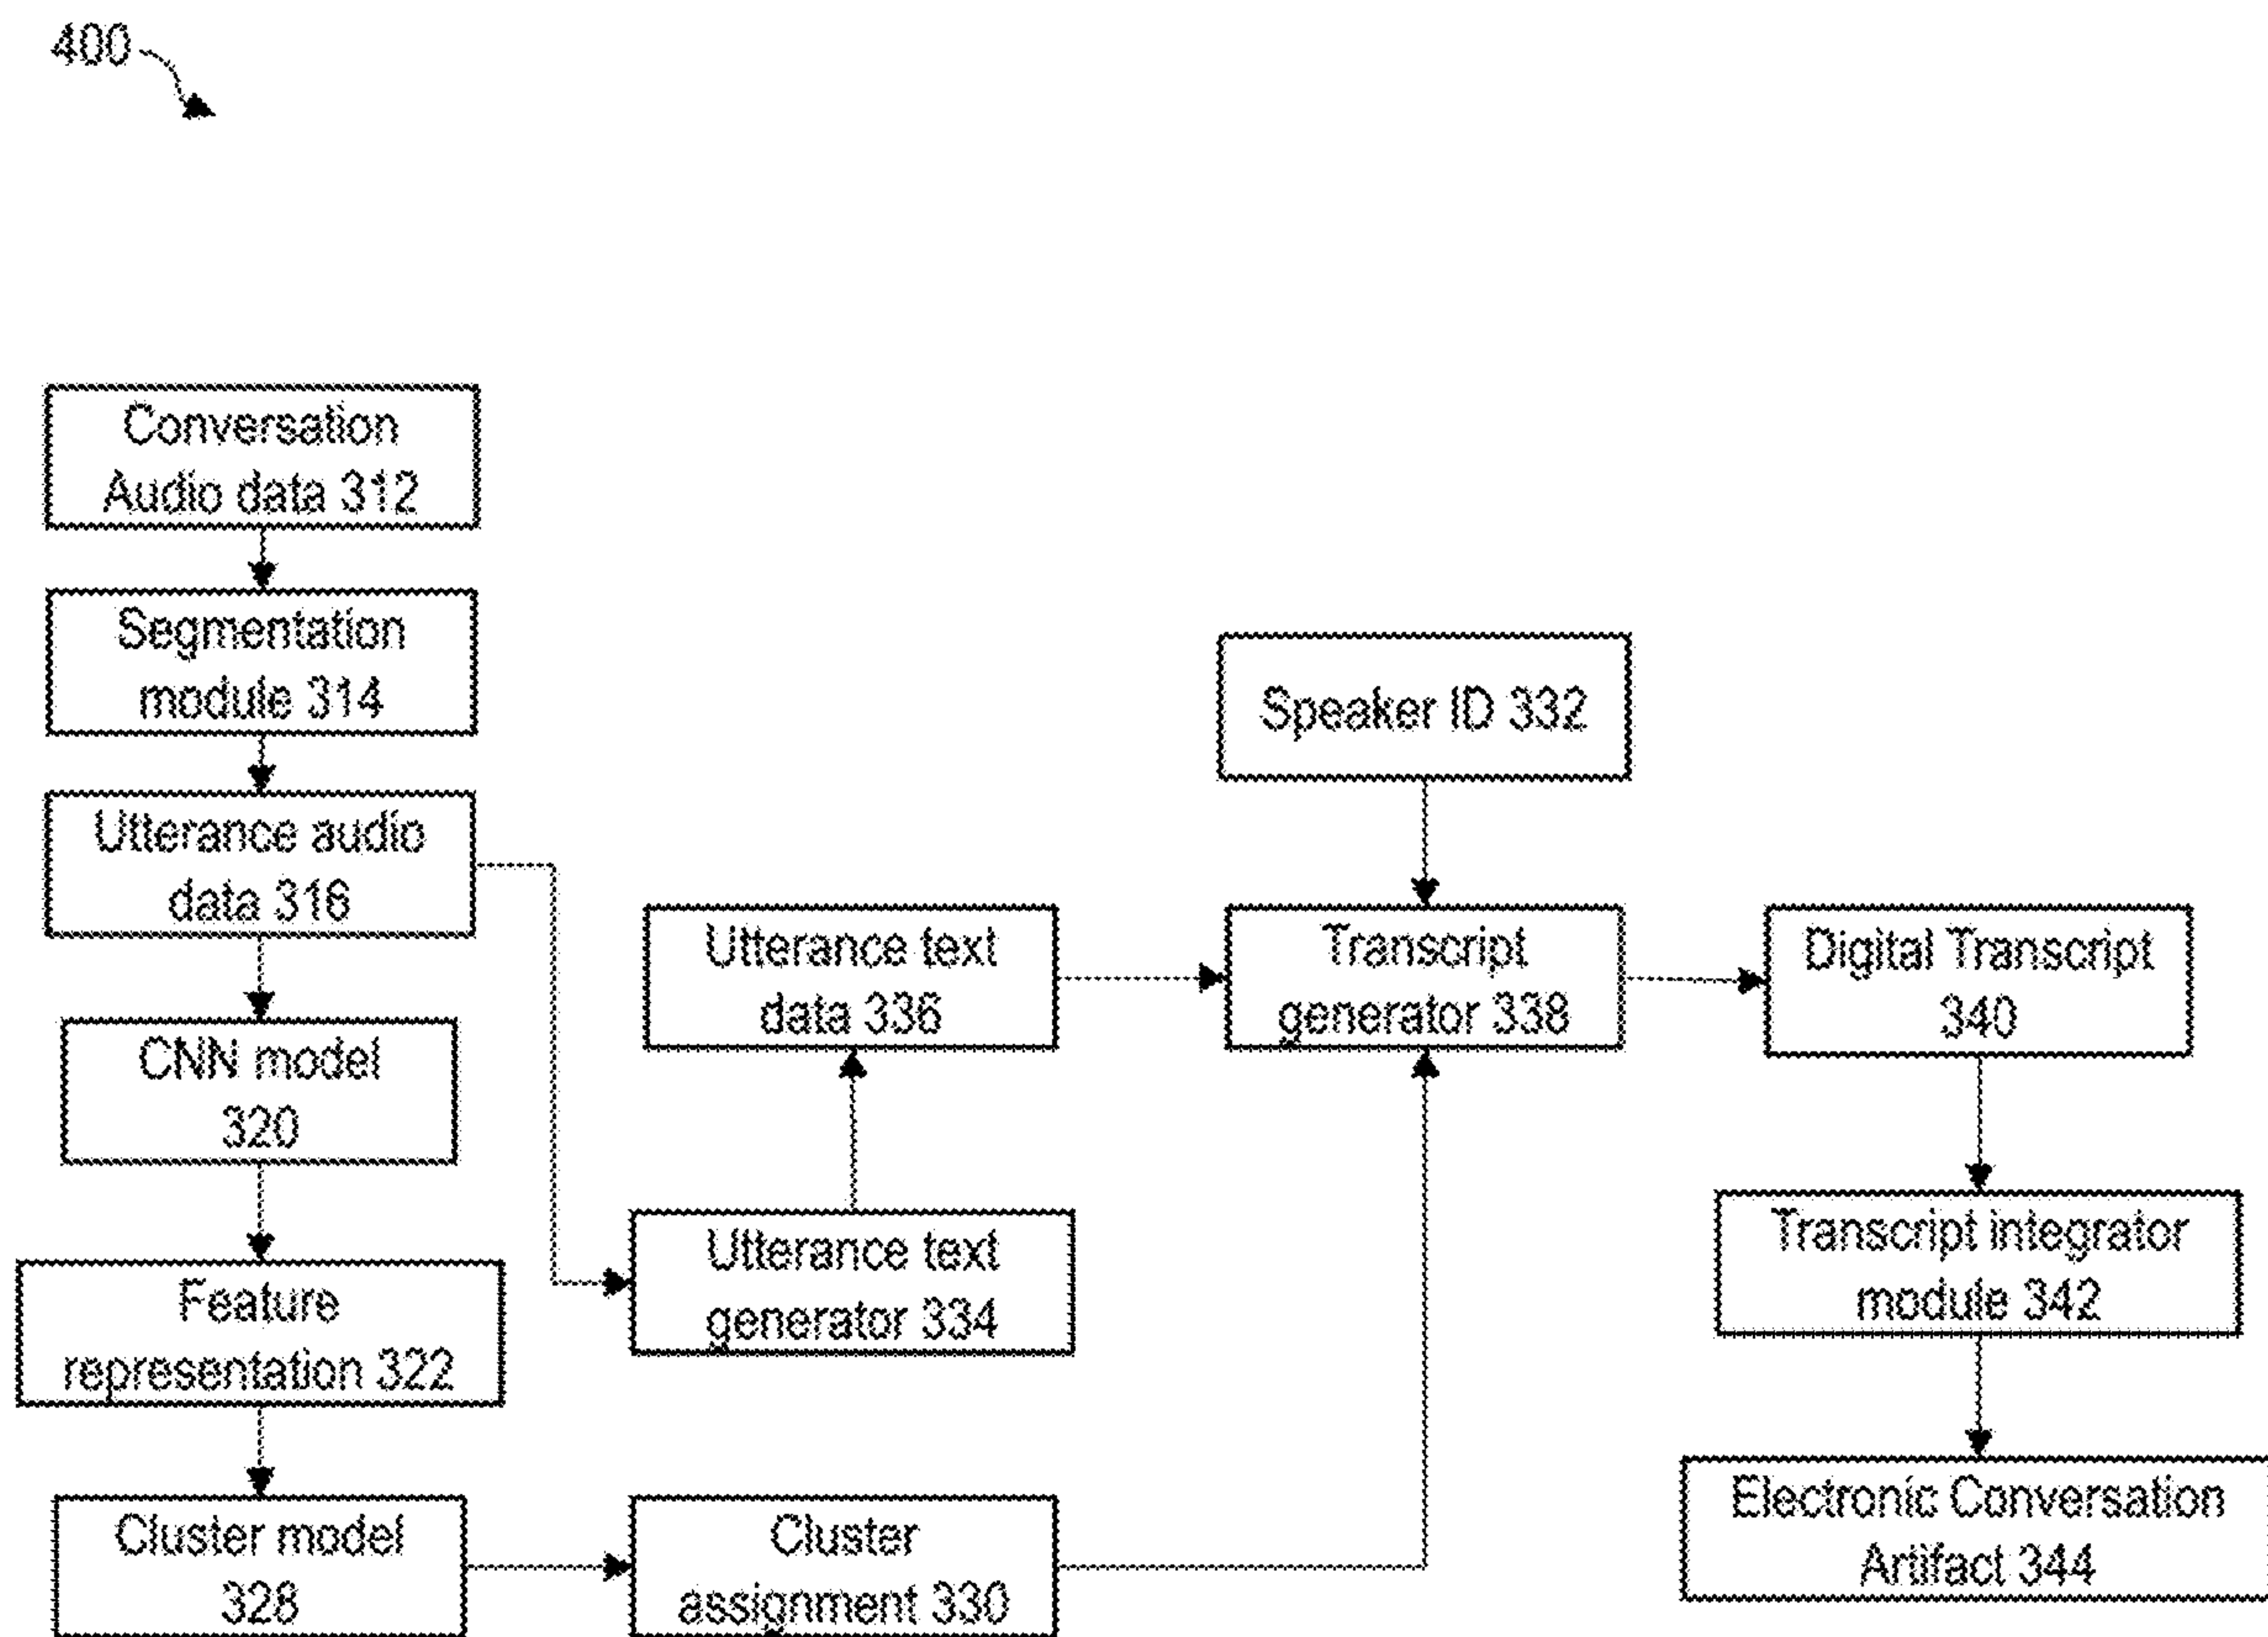 400
Conversation
Audio data 312
Segmentation
module 314
Utterance audio
data 316
CNN model
320
Feature
representation 322
Cluster model
328
Utterance text
data 336
Utterance text
generator 334
Cluster
assignment 330
Speaker ID 332
Transcript
generator 338
Digital Transcript
340
Transcript integrator
module 342
Electronic Conversation
Artifact 344